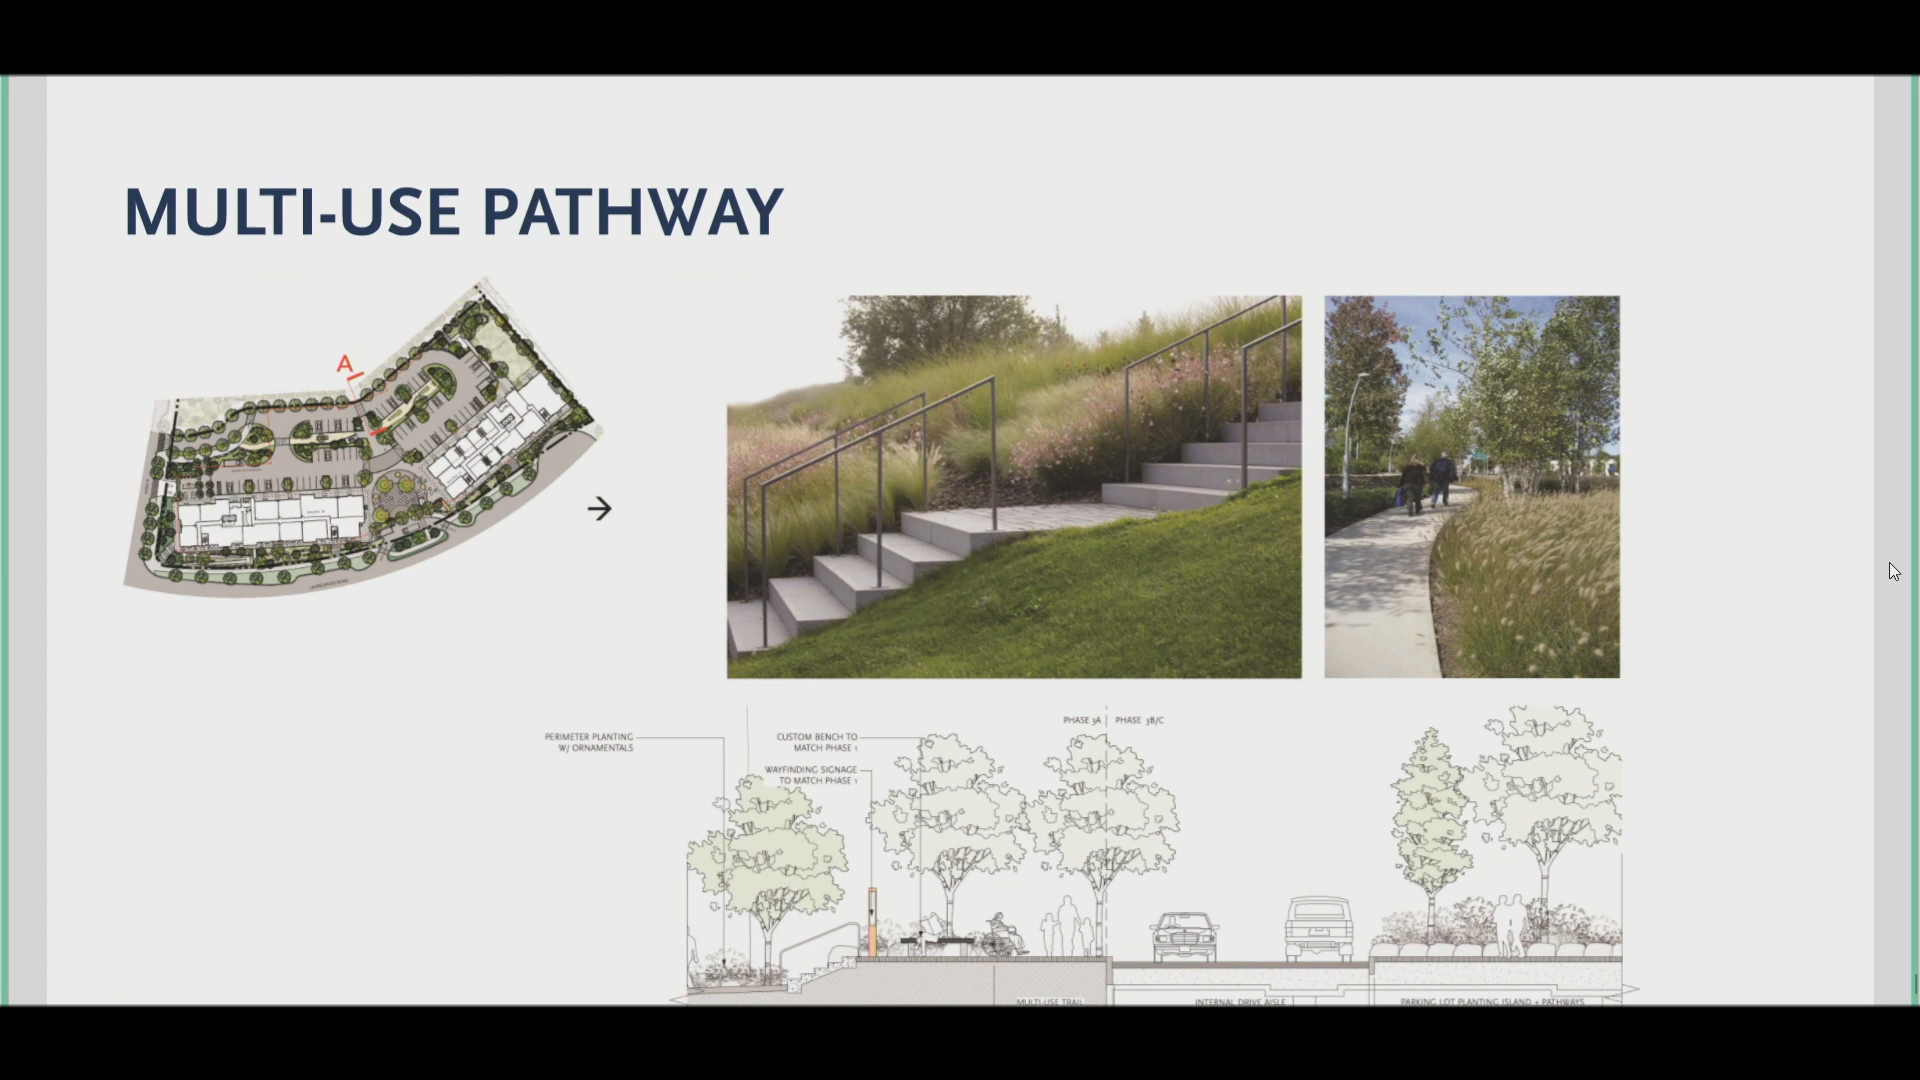 MULTI-USE PATHWAY
A
PHASE 3A | PHASE 3B/C
PERIMETER PLANTING
W/ ORNAMENTALS
CUSTOM BENCH TO
MATCH PHASE 1
WAYFINDING SIGNAGE
TO MATCH PHASE 1
MULTI-USE TRAIL
INTERNAL DRIVE AISLE
PARKING LOT PLANTING ISLAND + PATHWAYS